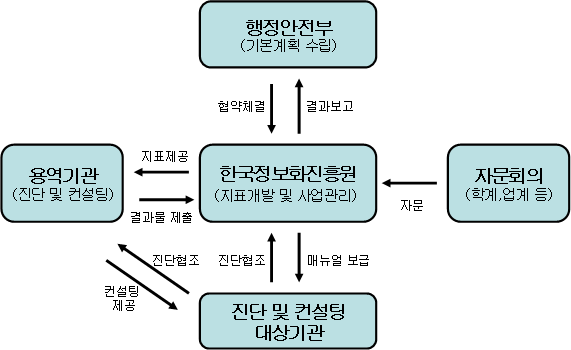 행정안전부
(기본계획 수립)
협약체결
결과보고
지표제공
용역기관
(진단 및 컨설팅)
결과물 제출
한국정보화진흥원
(지표개발 및 사업관리)
자문회의
(학계,업계 등)
자문
진단협조
진단협조
매뉴얼 보급
컨설팅
제공
진단 및 컨설팅
대상기관